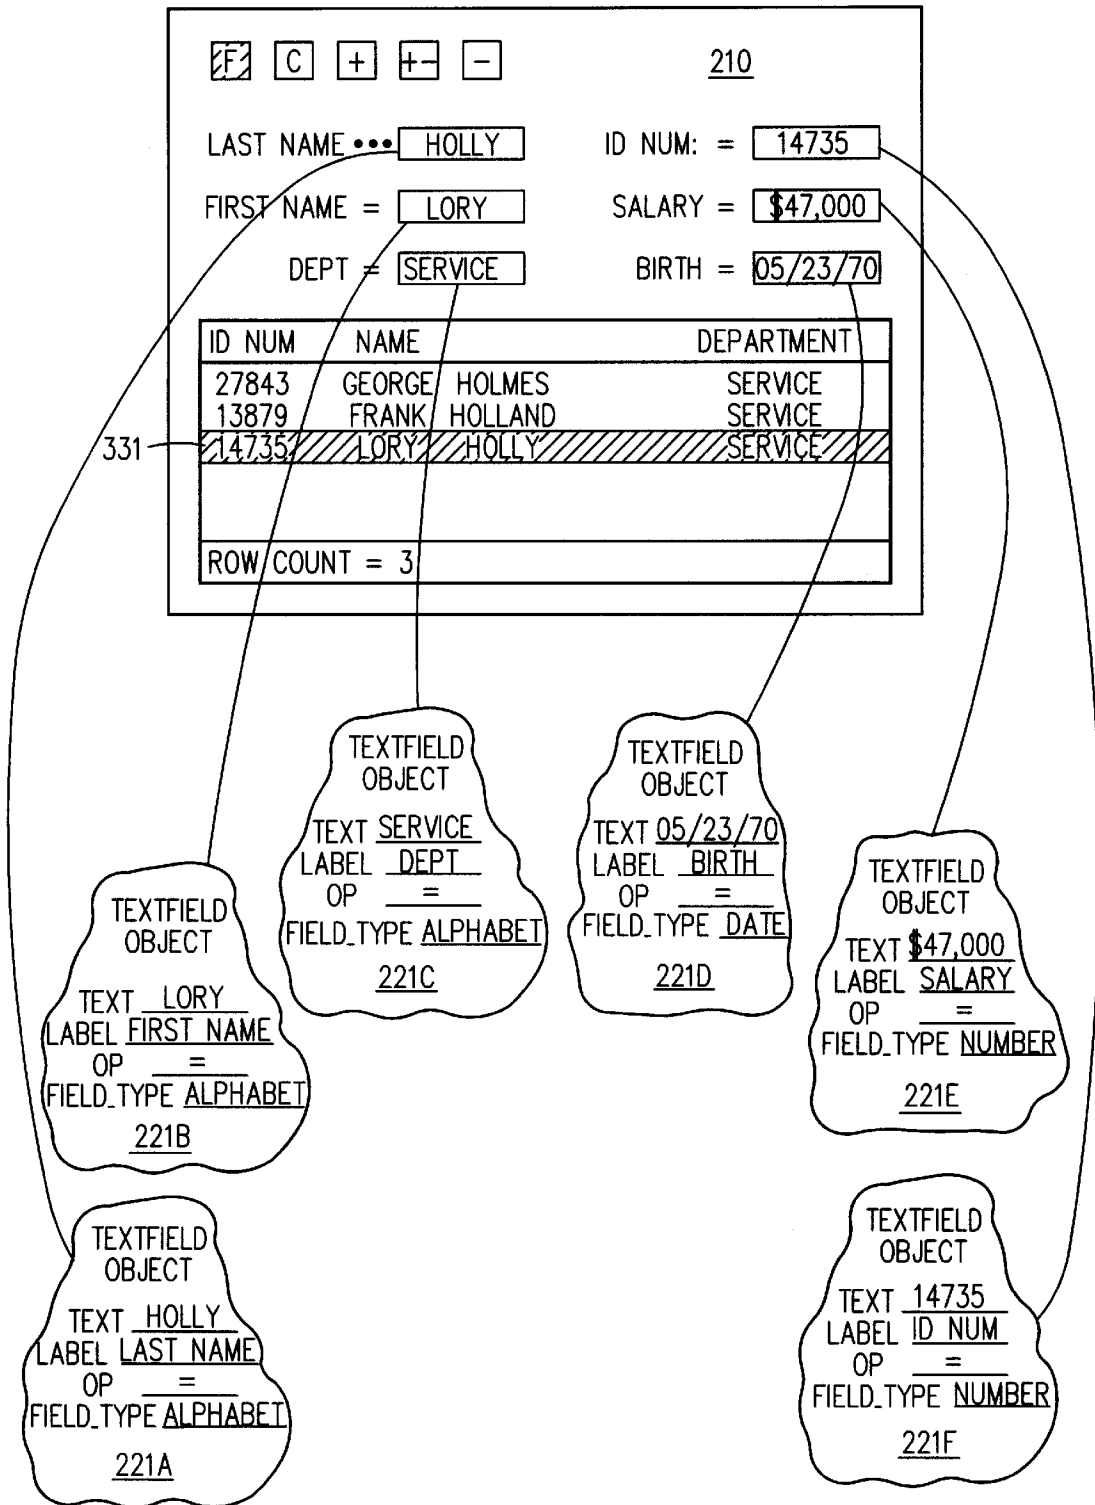 F C + +- - 210
LAST NAME ••• HOLLY ID NUM: = 14735
FIRST NAME = LORY SALARY = $47,000
DEPT = SERVICE BIRTH = 05/23/70
ID NUM NAME DEPARTMENT
27843 GEORGE HOLMES SERVICE
13879 FRANK HOLLAND SERVICE
331
14735 LORY HOLLY SERVICE
ROW COUNT = 3
TEXTFIELD
OBJECT
TEXT SERVICE
LABEL DEPT
OP =
FIELD_TYPE ALPHABET
221C
TEXTFIELD
OBJECT
TEXT 05/23/70
LABEL BIRTH
OP =
FIELD_TYPE DATE
221D
TEXTFIELD
OBJECT
TEXT $47,000
LABEL SALARY
OP =
FIELD_TYPE NUMBER
221E
TEXTFIELD
OBJECT
TEXT LORY
LABEL FIRST NAME
OP =
FIELD_TYPE ALPHABET
221B
TEXTFIELD
OBJECT
TEXT HOLLY
LABEL LAST NAME
OP =
FIELD_TYPE ALPHABET
221A
TEXTFIELD
OBJECT
TEXT 14735
LABEL ID NUM
OP =
FIELD_TYPE NUMBER
221F